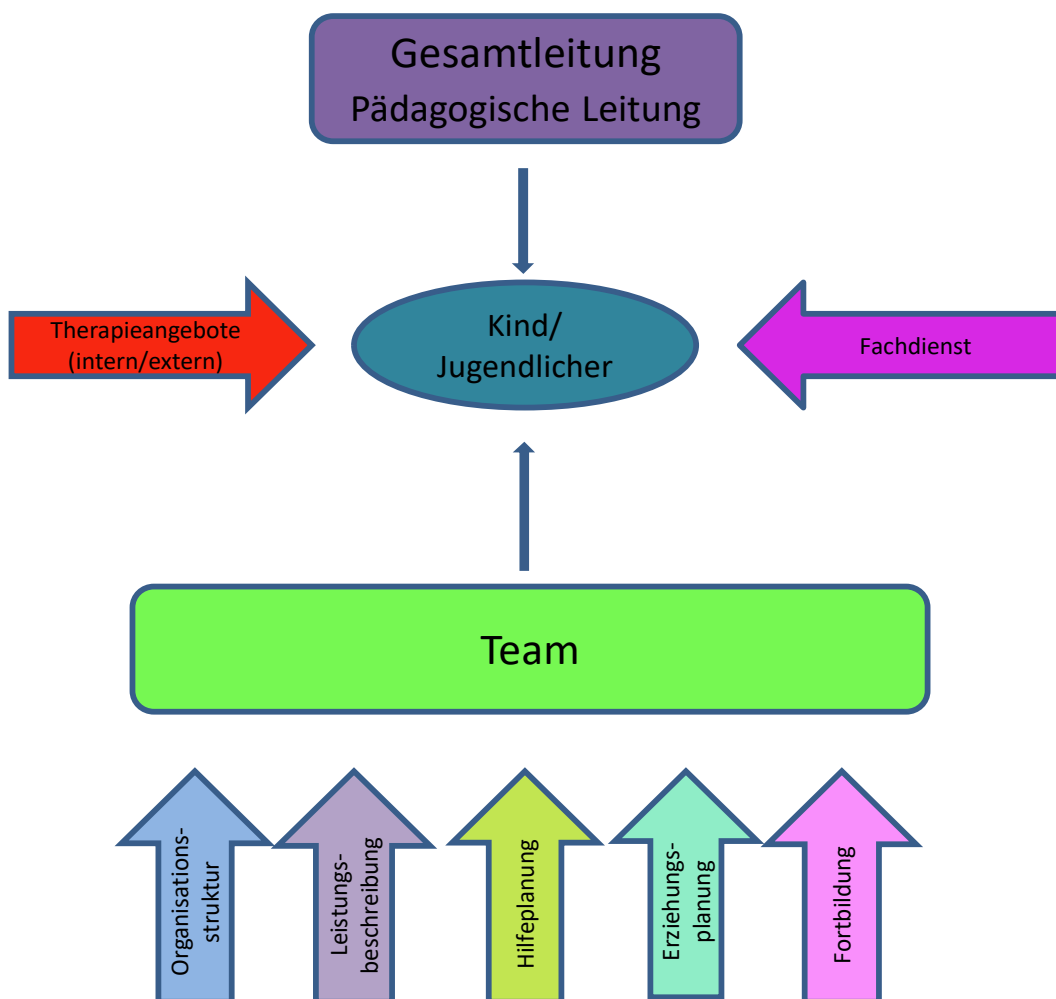 Gesamtleitung
Pädagogische Leitung
Therapieangebote
(intern/extern)
Kind/
Jugendlicher
Fachdienst
Team
Organisations-
struktur
Leistungs-
beschreibung
Hilfeplanung
Erziehungs-
planung
Fortbildung